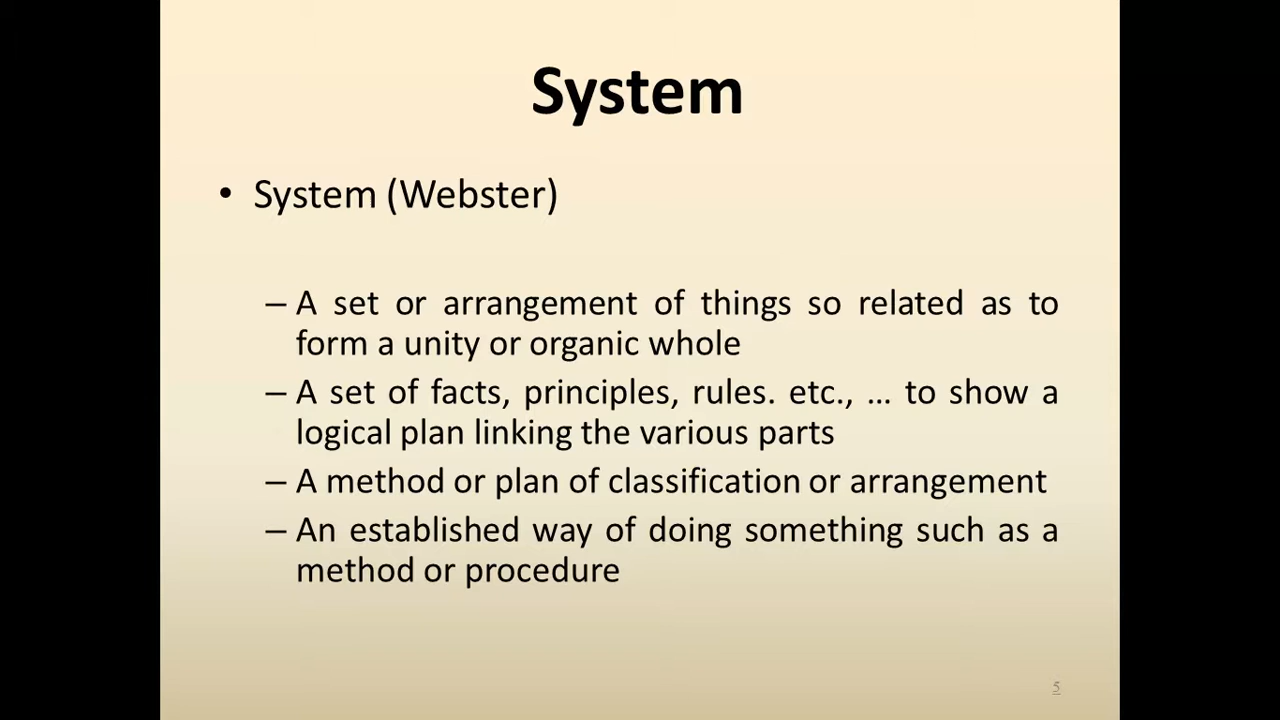 System
• System (Webster)
– A set or arrangement of things so related as to
form a unity or organic whole
– A set of facts, principles, rules. etc., … to show a
logical plan linking the various parts
– A method or plan of classification or arrangement
– An established way of doing something such as a
method or procedure
5